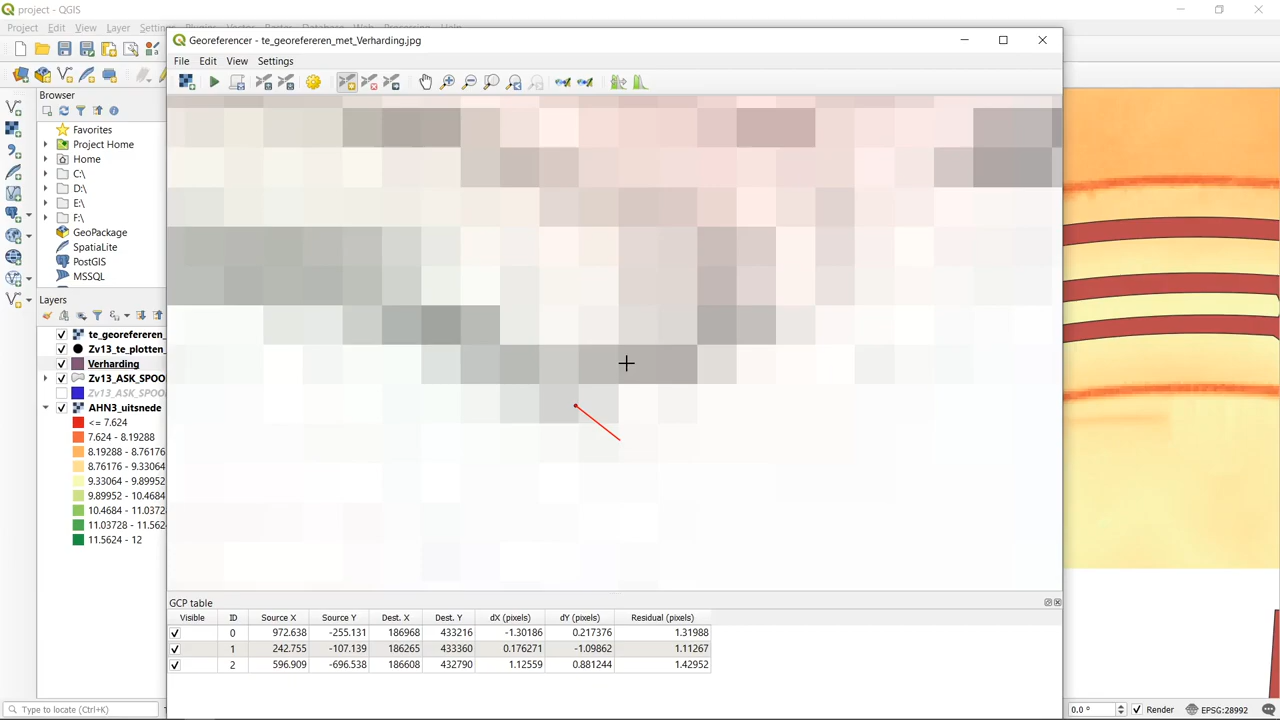 project - QGIS
Project Edit View Layer
Georeferencer - te_georefereren_met_Verharding.jpg
File Edit View Settings
Browser
Favorites
Project Home
Home
C:\
D:\
E:\
F:\
GeoPackage
SpatiaLite
PostGIS
MSSQL
Layers
te_georefereren_
Zv13_te_plotten_
Verharding
Zv13_ASK_SPOO
Zv13_ASK_SPOO
AHN3_uitsnede
<= 7.624
7.624 - 8.19288
8.19288 - 8.76176
8.76176 - 9.33064
9.33064 - 9.89952
9.89952 - 10.4684
10.4684 - 11.0372
11.03728 - 11.562
11.5624 - 12
GCP table
Visible ID Source X Source Y Dest. X Dest. Y dX (pixels) dY (pixels) Residual (pixels)
0 972.638 -255.131 186968 433216 -1.30186 0.217376 1.31988
1 242.755 -107.139 186265 433360 0.176271 -1.09862 1.11267
2 596.909 -696.538 186608 432790 1.12559 0.881244 1.42952
Type to locate (Ctrl+K)
0.0 ° Render EPSG:28992